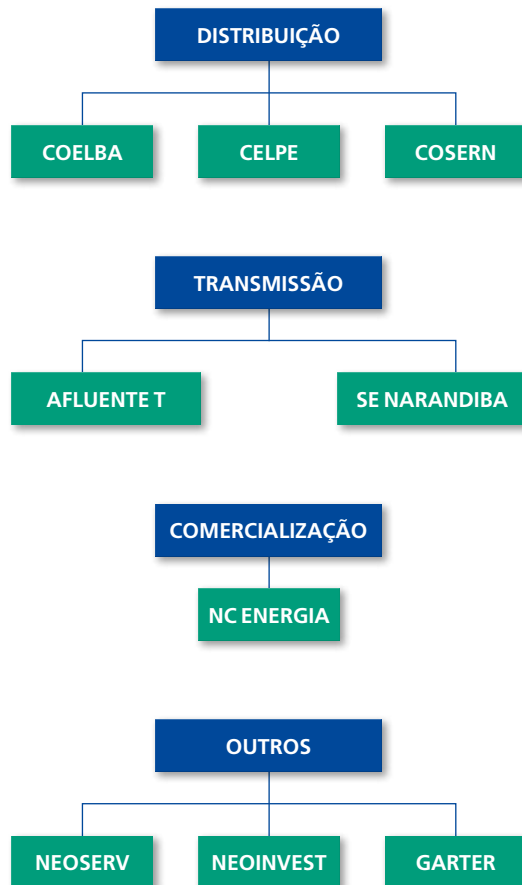 DISTRIBUIÇÃO
COELBA
CELPE
COSERN
TRANSMISSÃO
AFLUENTE T
SE NARANDIBA
COMERCIALIZAÇÃO
NC ENERGIA
OUTROS
NEOSERV
NEOINVEST
GARTER